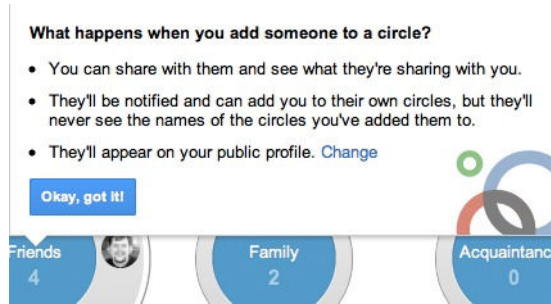 What happens when you add someone to a circle?
• You can share with them and see what they're sharing with you.
• They'll be notified and can add you to their own circles, but they'll
never see the names of the circles you've added them to.
• They'll appear on your public profile. Change
Okay, got it!
Friends
4
Family
2
Acquaintanc
0